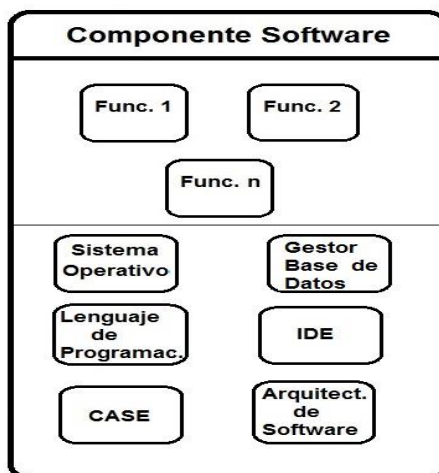 Componente Software
Func. 1
Func. 2
Func. n
Sistema
Operativo
Gestor
Base de
Datos
Lenguaje
de
Programac.
IDE
CASE
Arquitect.
de
Software